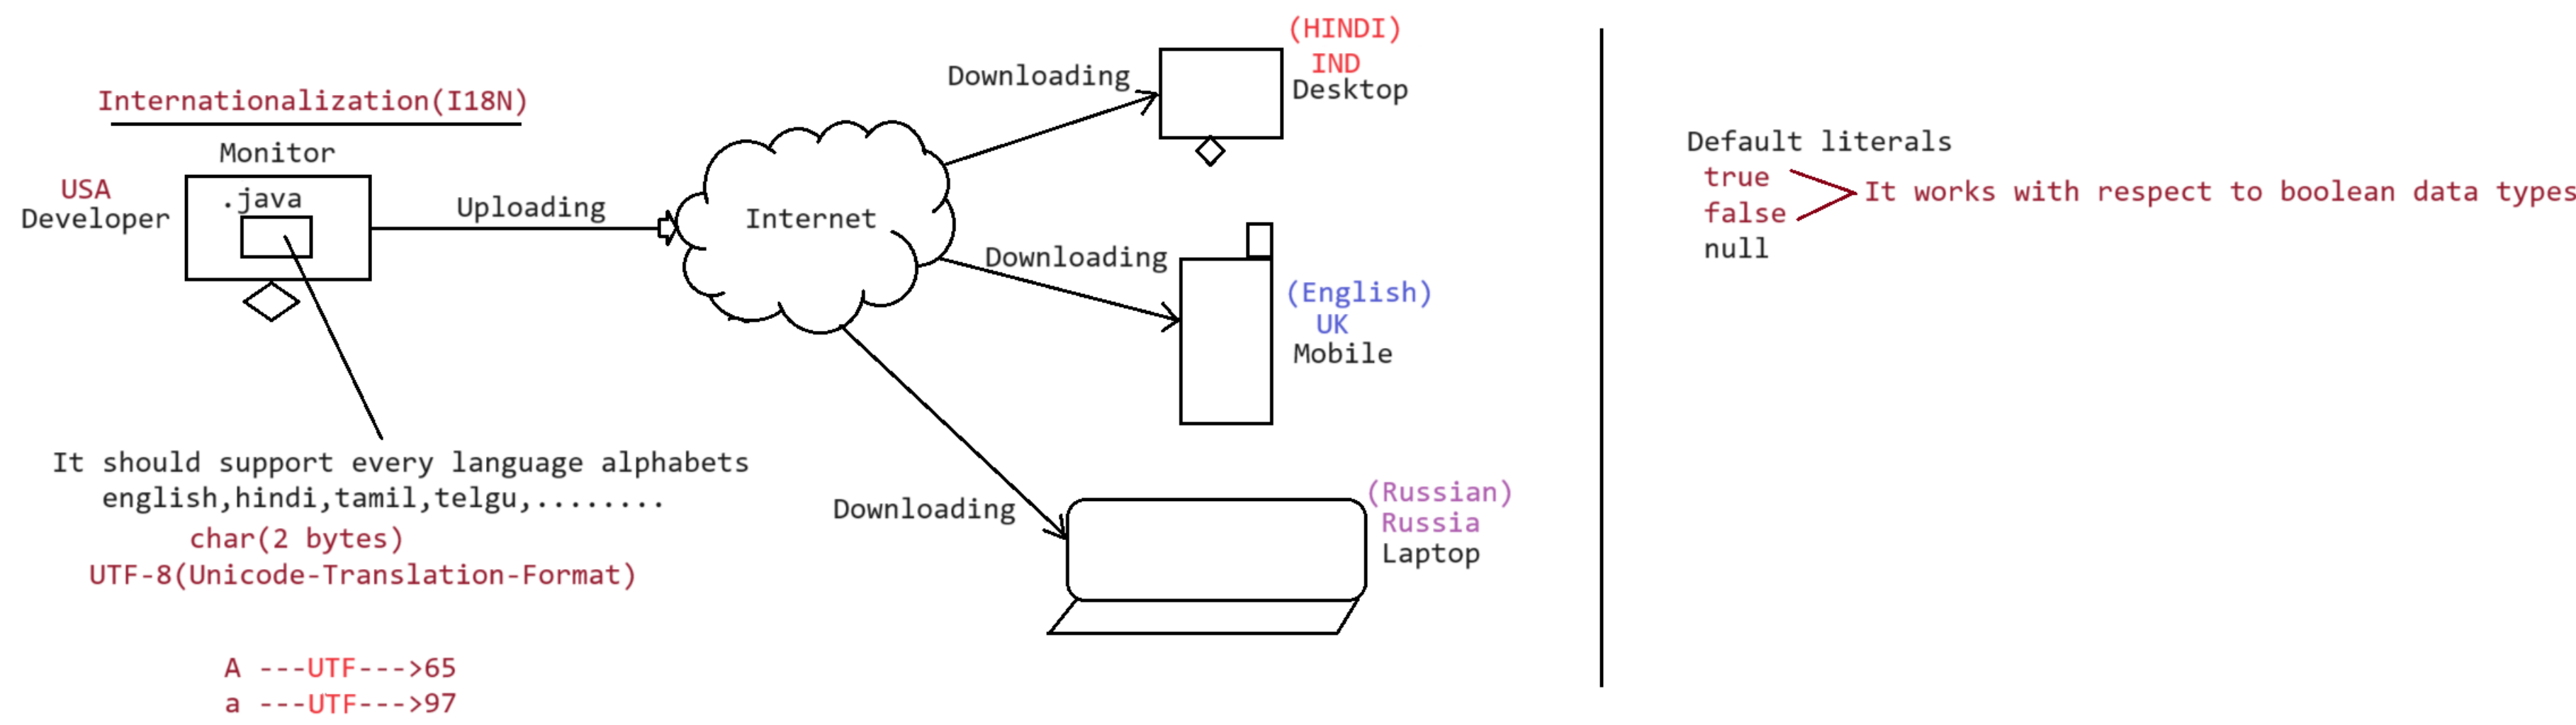 Internationalization(I18N)
Monitor
.java
USA
Developer
Uploading
Internet
Downloading
(HINDI)
IND
Desktop
Downloading
(English)
UK
Mobile
Downloading
(Russian)
Russia
Laptop
It should support every language alphabets
english,hindi,tamil,telgu,........
char(2 bytes)
UTF-8(Unicode-Translation-Format)
A ---UTF--->65
a ---UTF--->97
Default literals
true
false
It works with respect to boolean data types
null